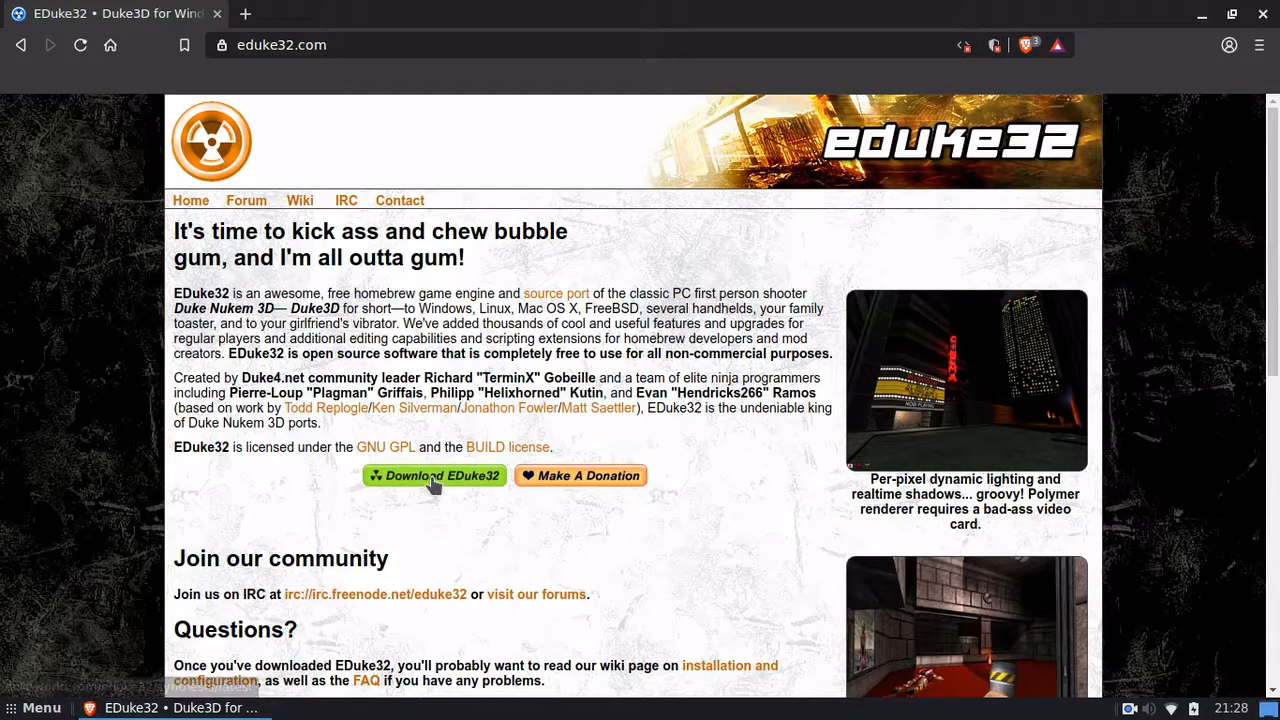 EDuke32 • Duke3D for Wind
eduke32.com
3
eduke32
Home Forum Wiki IRC Contact
It's time to kick ass and chew bubble
gum, and I'm all outta gum!
EDuke32 is an awesome, free homebrew game engine and source port of the classic PC first person shooter
Duke Nukem 3D— Duke3D for short—to Windows, Linux, Mac OS X, FreeBSD, several handhelds, your family
toaster, and to your girlfriend's vibrator. We've added thousands of cool and useful features and upgrades for
regular players and additional editing capabilities and scripting extensions for homebrew developers and mod
creators. EDuke32 is open source software that is completely free to use for all non-commercial purposes.
Created by Duke4.net community leader Richard "TerminX" Gobeille and a team of elite ninja programmers
including Pierre-Loup "Plagman" Griffais, Philipp "Helixhorned" Kutin, and Evan "Hendricks266" Ramos
(based on work by Todd Replogle/Ken Silverman/Jonathon Fowler/Matt Saettler), EDuke32 is the undeniable king
of Duke Nukem 3D ports.
EDuke32 is licensed under the GNU GPL and the BUILD license.
Download EDuke32 Make A Donation
CINEMA
NOW PLAYING
Per-pixel dynamic lighting and
realtime shadows... groovy! Polymer
renderer requires a bad-ass video
card.
Join our community
Join us on IRC at irc://irc.freenode.net/eduke32 or visit our forums.
Questions?
Once you've downloaded EDuke32, you'll probably want to read our wiki page on installation and
configuration, as well as the FAQ if you have any problems.
Menu EDuke32 • Duke3D for ... 21:28